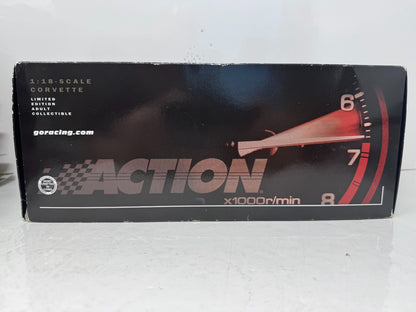 1:18-SCALE
CORVETTE
LIMITED
EDITION
ADULT
COLLECTIBLE
goracing.com
6
7
ACTION
x1000r/min
8